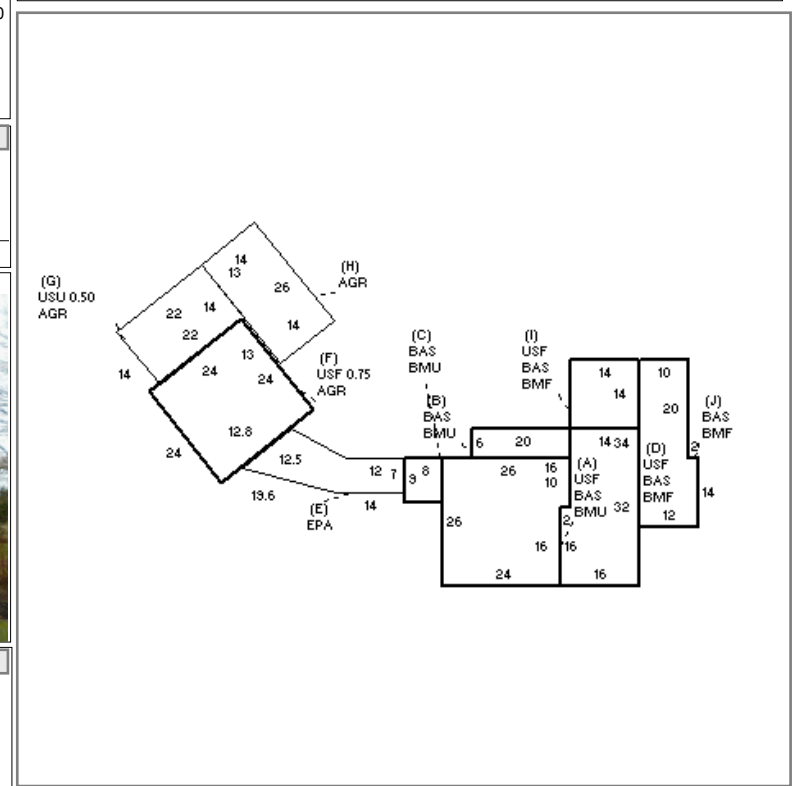 14
13
(H)
AGR
26
(G)
USU 0.50
AGR
22
14
22
14
13
14
24
24
(F)
USF 0.75
AGR
(C)
BAS
BMU
(I)
USF
BAS
BMF
14
14
10
20
(J)
BAS
BMF
(B)
BAS
BMU
12.8
24
12.5
6
20
14
34
2
(D)
USF
BAS
BMF
12
7
9
8
26
16
10
(A)
USF
BAS
BMU
19.6
14
(E)
EPA
26
2
32
12
14
16
16
24
16